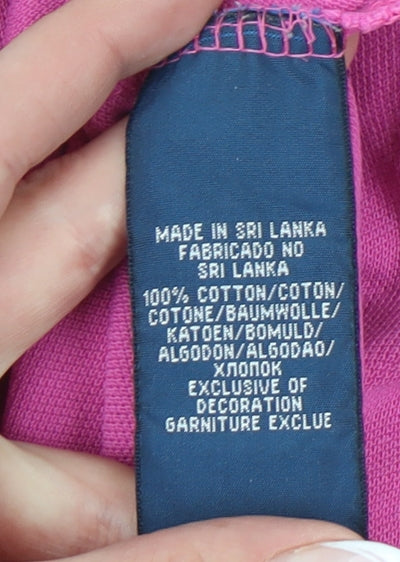 MADE IN SRI LANKA
FABRICADO NO
SRI LANKA
100% COTTON/COTON/
COTONE/BAUMWOLLE/
KATOEN/BOMULD/
ALGODON/ALGODAO/
ХЛОПОК
EXCLUSIVE OF
DECORATION
GARNITURE EXCLUE